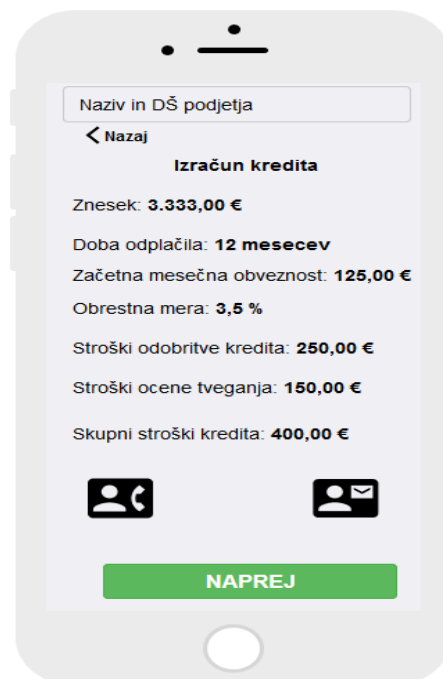 Naziv in DŠ podjetja
Nazaj
Izračun kredita
Znesek: 3.333,00 €
Doba odplačila: 12 mesecev
Začetna mesečna obveznost: 125,00 €
Obrestna mera: 3,5 %
Stroški odobritve kredita: 250,00 €
Stroški ocene tveganja: 150,00 €
Skupni stroški kredita: 400,00 €
NAPREJ